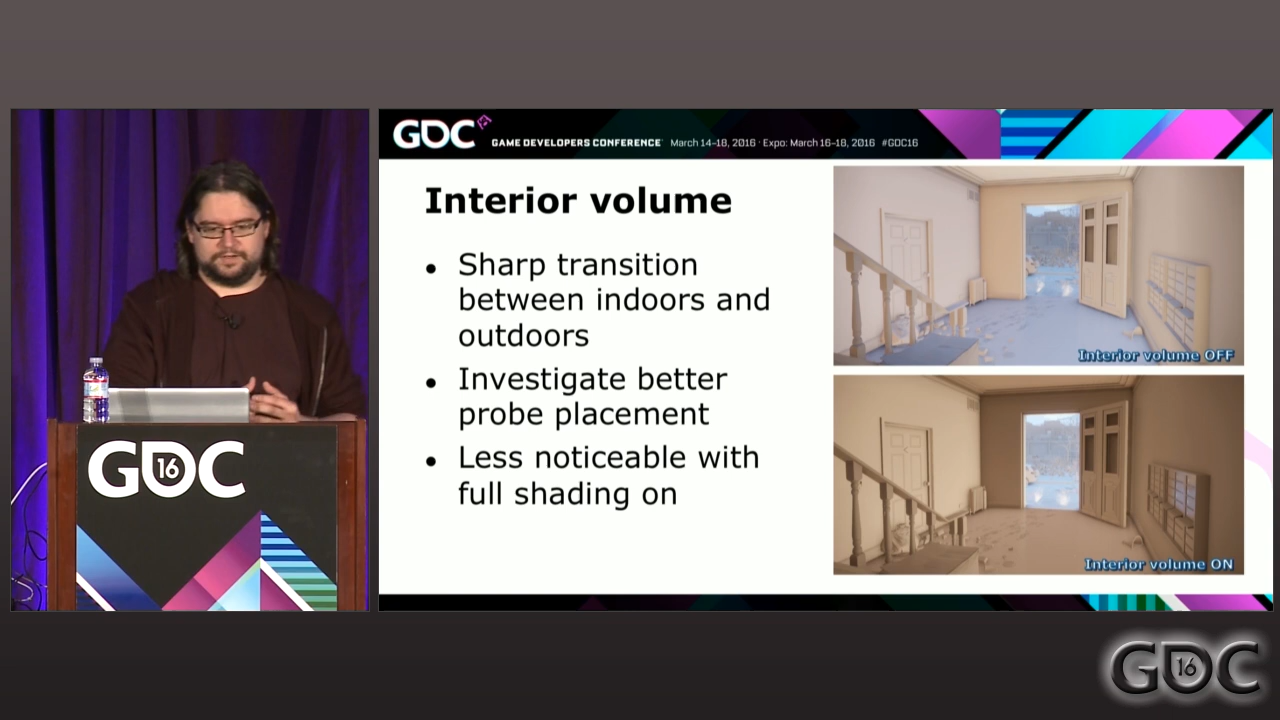 GDC
GAME DEVELOPERS CONFERENCE March 14-18, 2016 · Expo: March 16-18, 2016 #GDC16
Interior volume
• Sharp transition
between indoors and
outdoors
• Investigate better
probe placement
• Less noticeable with
full shading on
Interior volume OFF
Interior volume ON
GDC
16
GDC
16